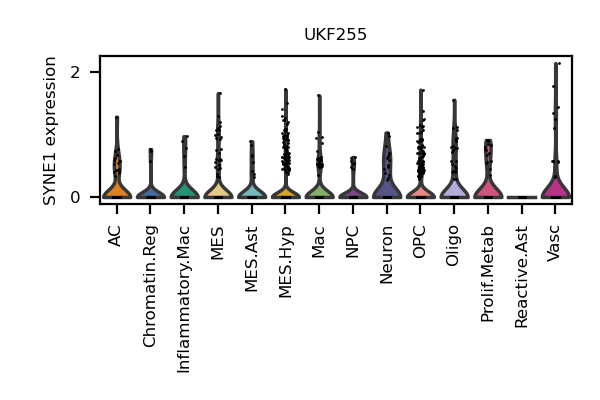 UKF255
SYNE1 expression
2
0
AC
Chromatin.Reg
Inflammatory.Mac
MES
MES.Ast
MES.Hyp
Mac
NPC
Neuron
OPC
Oligo
Prolif.Metab
Reactive.Ast
Vasc